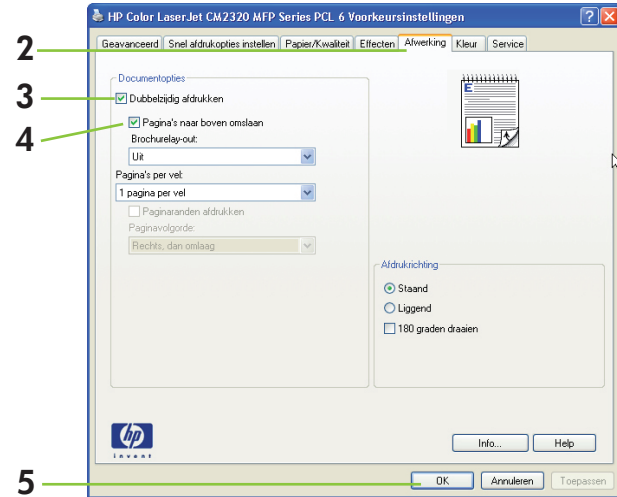 HP Color LaserJet CM2320 MFP Series PCL 6 Voorkeursinstellingen
2
Geavanceerd Snel afdrukopties instellen Papier/Kwaliteit Effecten Afwerking Kleur Service
Documentopties
3
Dubbelzijdig afdrukken
4
Pagina's naar boven omslaan
Brochurelay-out:
Uit
Pagina's per vel:
1 pagina per vel
Paginaranden afdrukken
Paginavolgorde:
Rechts, dan omlaag
E
Afdrukrichting
Staand
Liggend
180 graden draaien
hp
invent
Info... Help
5
OK Annuleren Toepassen